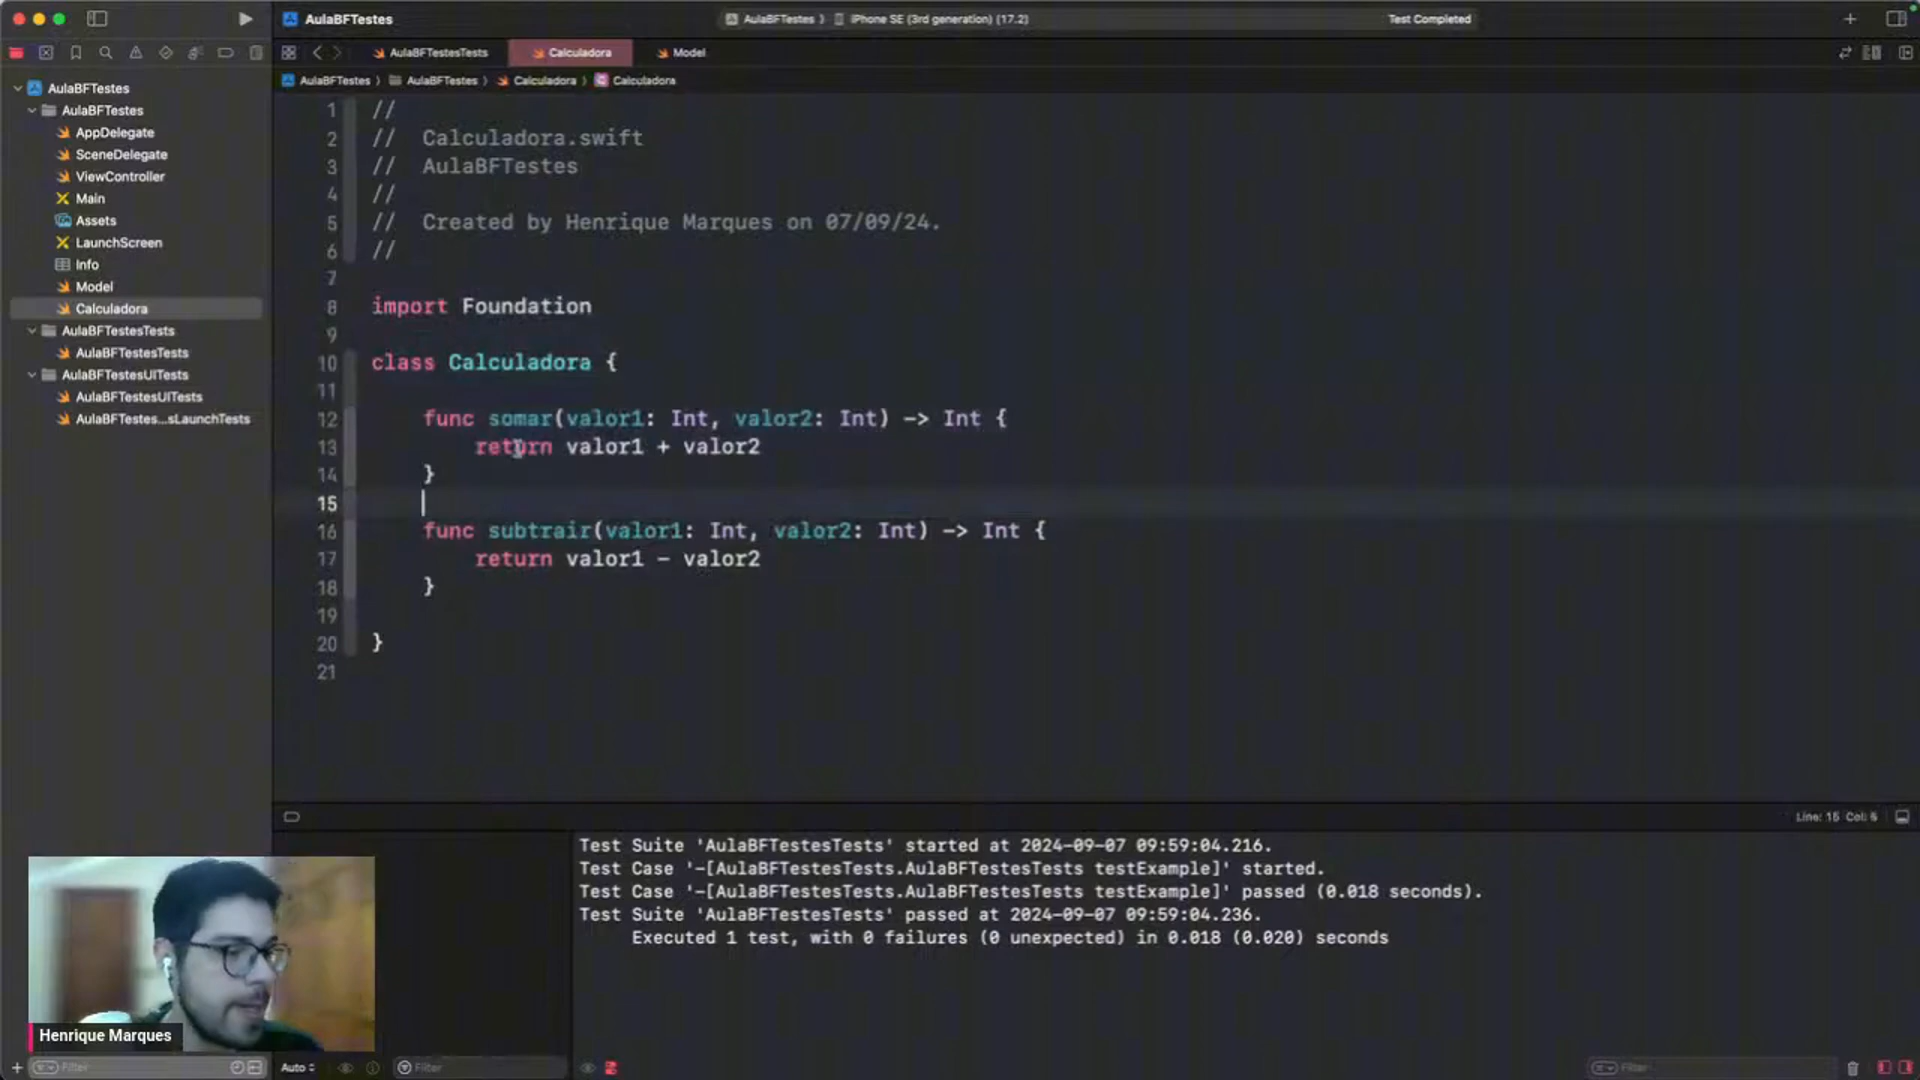 AulaBFTestes
AulaBFTestes 〉 iPhone SE (3rd generation) (17.2)
Test Completed
AulaBFTestesTests
Calculadora
Model
AulaBFTestes 〉 AulaBFTestes 〉 Calculadora 〉 Calculadora
AulaBFTestes
AulaBFTestes
AppDelegate
SceneDelegate
ViewController
Main
Assets
LaunchScreen
Info
Model
Calculadora
AulaBFTestesTests
AulaBFTestesTests
AulaBFTestesUITests
AulaBFTestesUITests
AulaBFTestes...sLaunchTests
1 //
2 // Calculadora.swift
3 // AulaBFTestes
4 //
5 // Created by Henrique Marques on 07/09/24.
6 //
7
8 import Foundation
9
10 class Calculadora {
11
12 func somar(valor1: Int, valor2: Int) -> Int {
13 return valor1 + valor2
14 }
15
16 func subtrair(valor1: Int, valor2: Int) -> Int {
17 return valor1 - valor2
18 }
19
20 }
21
Line: 15 Col: 5
Test Suite 'AulaBFTestesTests' started at 2024-09-07 09:59:04.216.
Test Case '-[AulaBFTestesTests.AulaBFTestesTests testExample]' started.
Test Case '-[AulaBFTestesTests.AulaBFTestesTests testExample]' passed (0.018 seconds).
Test Suite 'AulaBFTestesTests' passed at 2024-09-07 09:59:04.236.
Executed 1 test, with 0 failures (0 unexpected) in 0.018 (0.020) seconds
Henrique Marques
Filter
Auto
Filter
Filter